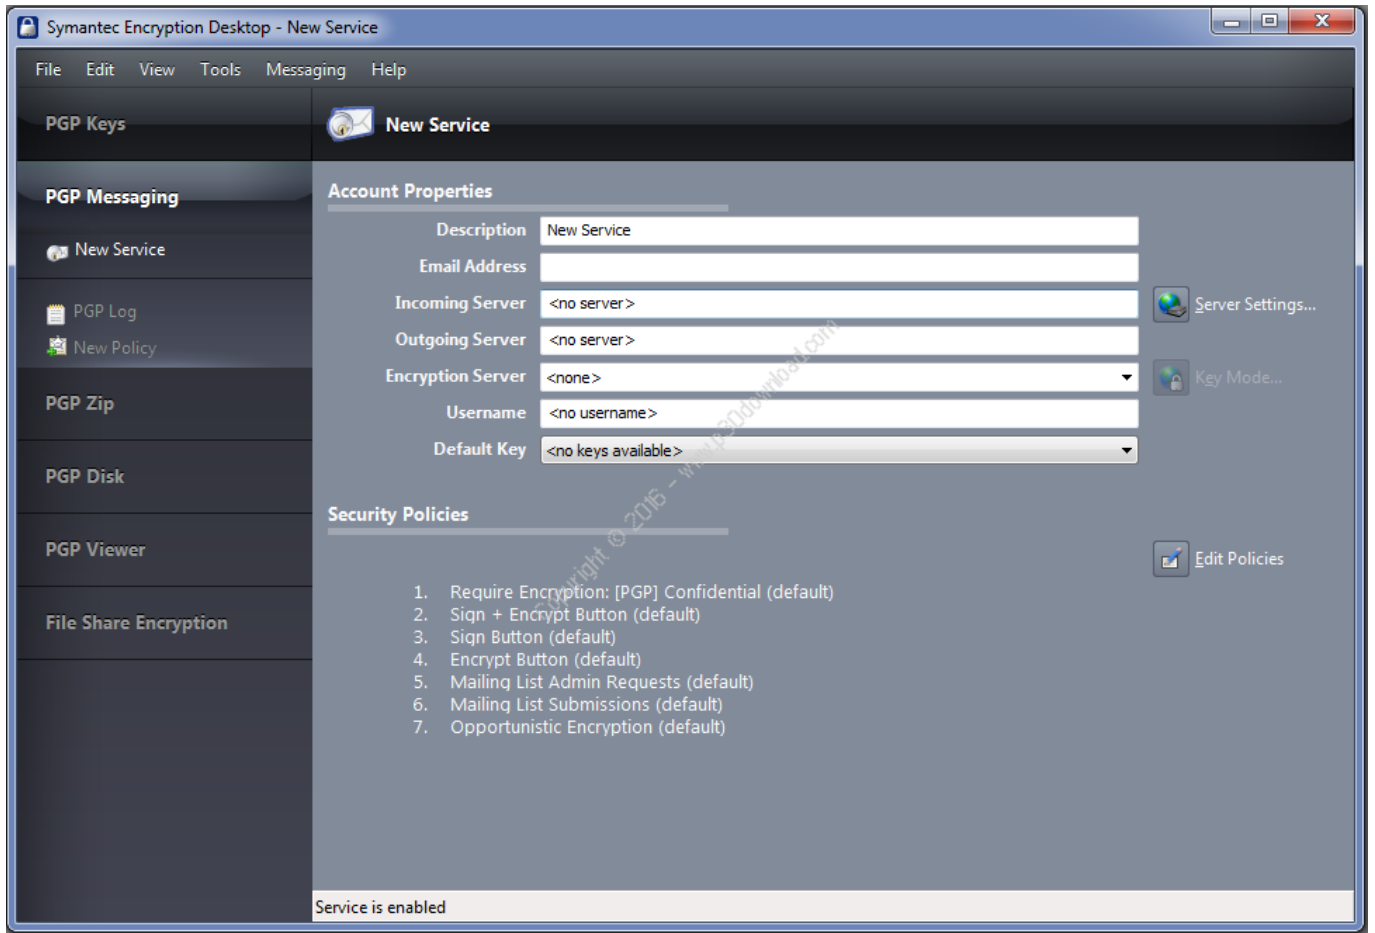 Symantec Encryption Desktop - New Service
File Edit View Tools Messaging Help
PGP Keys
New Service
PGP Messaging
New Service
PGP Log
New Policy
PGP Zip
PGP Disk
PGP Viewer
File Share Encryption
Account Properties
Description New Service
Email Address
Incoming Server <no server> Server Settings...
Outgoing Server <no server>
Encryption Server <none> Key Mode...
Username <no username>
Default Key <no keys available>
Security Policies
Edit Policies
1. Require Encryption: [PGP] Confidential (default)
2. Sign + Encrypt Button (default)
3. Sign Button (default)
4. Encrypt Button (default)
5. Mailing List Admin Requests (default)
6. Mailing List Submissions (default)
7. Opportunistic Encryption (default)
Copyright © 2016 - www.p30download.com
Service is enabled